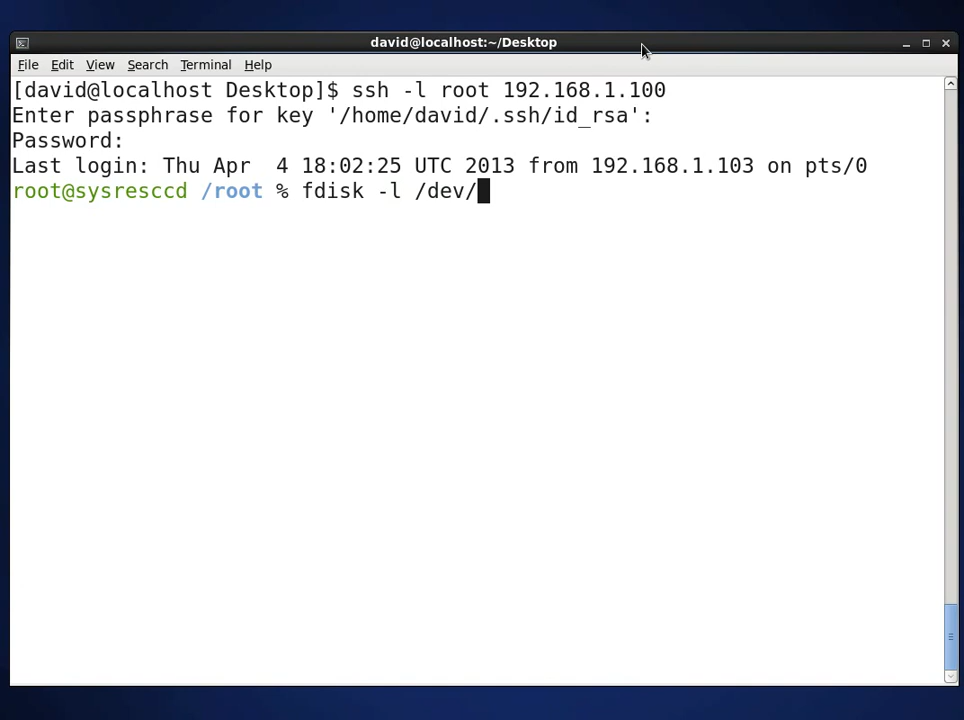 david@localhost:~/Desktop
File Edit View Search Terminal Help
[david@localhost Desktop]$ ssh -l root 192.168.1.100
Enter passphrase for key '/home/david/.ssh/id_rsa':
Password:
Last login: Thu Apr  4 18:02:25 UTC 2013 from 192.168.1.103 on pts/0
root@sysresccd /root % fdisk -l /dev/